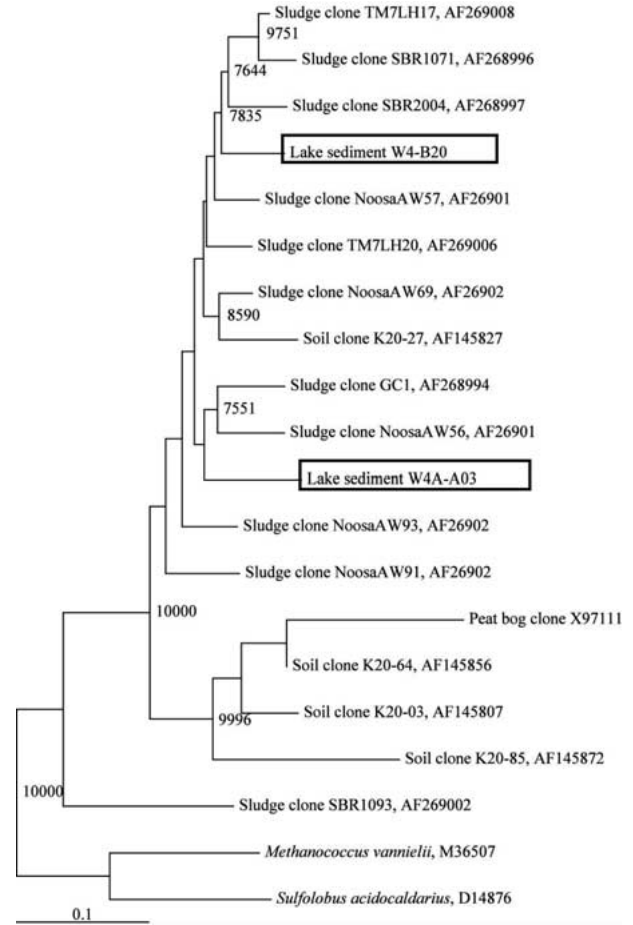 Sludge clone TM7LH17, AF269008
9751
Sludge clone SBR1071, AF268996
7644
Sludge clone SBR2004, AF268997
7835
Lake sediment W4-B20
Sludge clone NoosaAW57, AF26901
Sludge clone TM7LH20, AF269006
Sludge clone NoosaAW69, AF26902
8590
Soil clone K20-27, AF145827
Sludge clone GC1, AF268994
7551
Sludge clone NoosaAW56, AF26901
Lake sediment W4A-A03
Sludge clone NoosaAW93, AF26902
Sludge clone NoosaAW91, AF26902
10000
Peat bog clone X97111
Soil clone K20-64, AF145856
Soil clone K20-03, AF145807
9996
Soil clone K20-85, AF145872
10000
Sludge clone SBR1093, AF269002
Methanococcus vannielii, M36507
Sulfolobus acidocaldarius, D14876
0.1